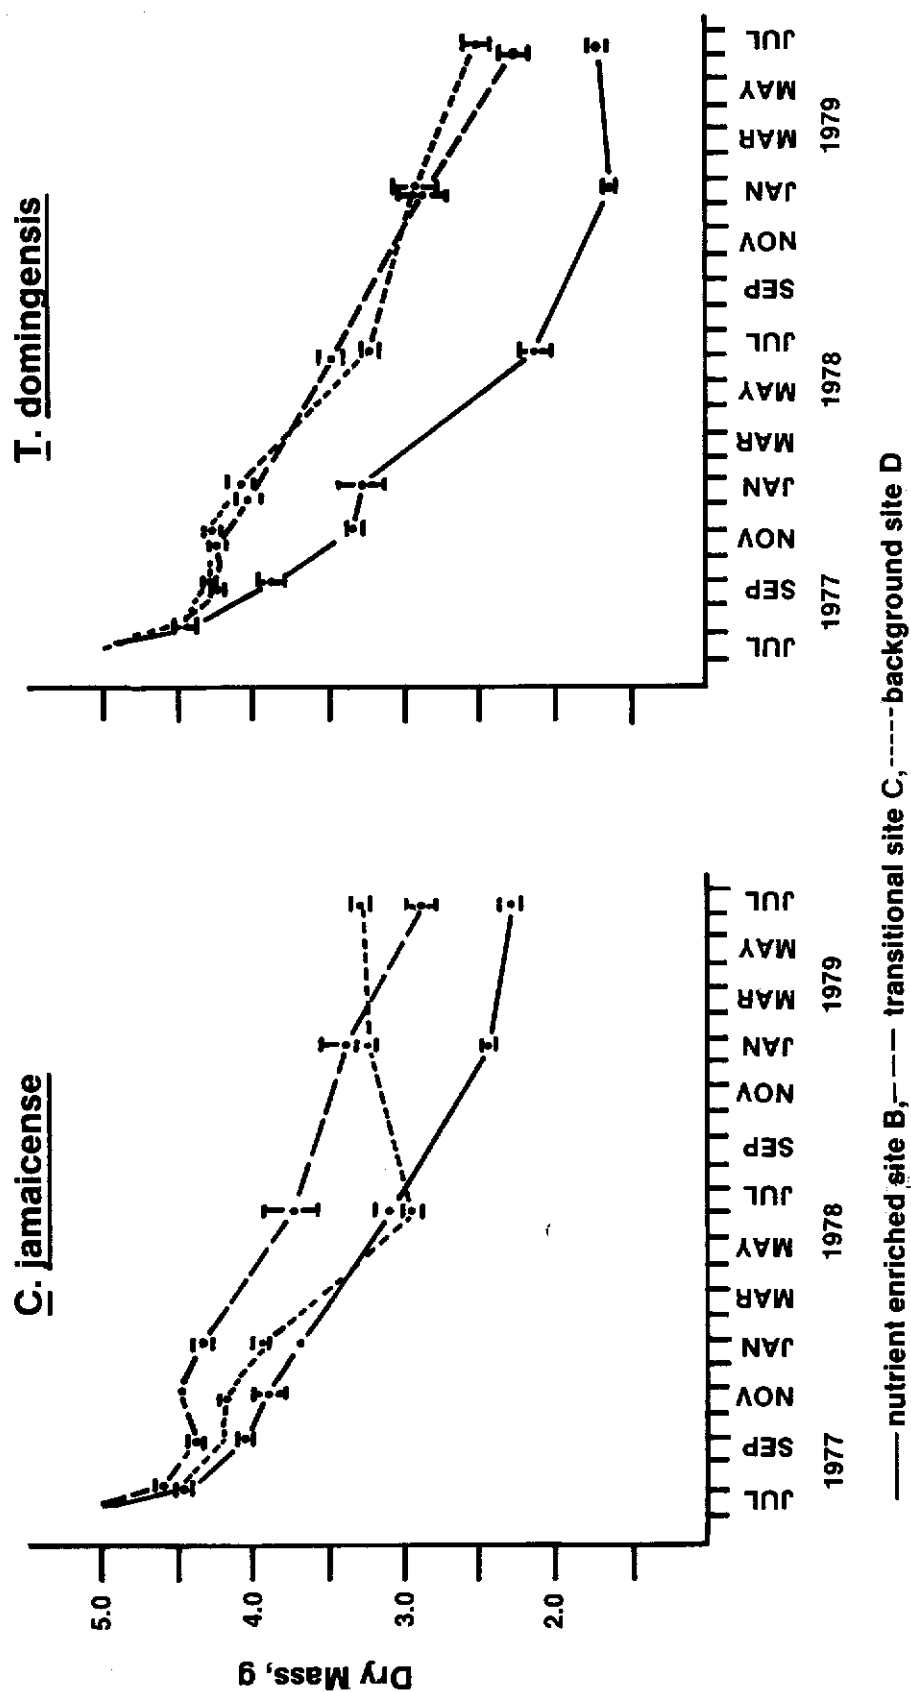 C. jamaicense
T. domingensis
Dry Mass, g
5.0
4.0
3.0
2.0
JUL
SEP
NOV
JAN
MAR
MAY
JUL
SEP
NOV
JAN
MAR
MAY
JUL
1977
1978
1979
JUL
SEP
NOV
JAN
MAR
MAY
JUL
SEP
NOV
JAN
MAR
MAY
JUL
1977
1978
1979
nutrient enriched site B, transitional site C, background site D